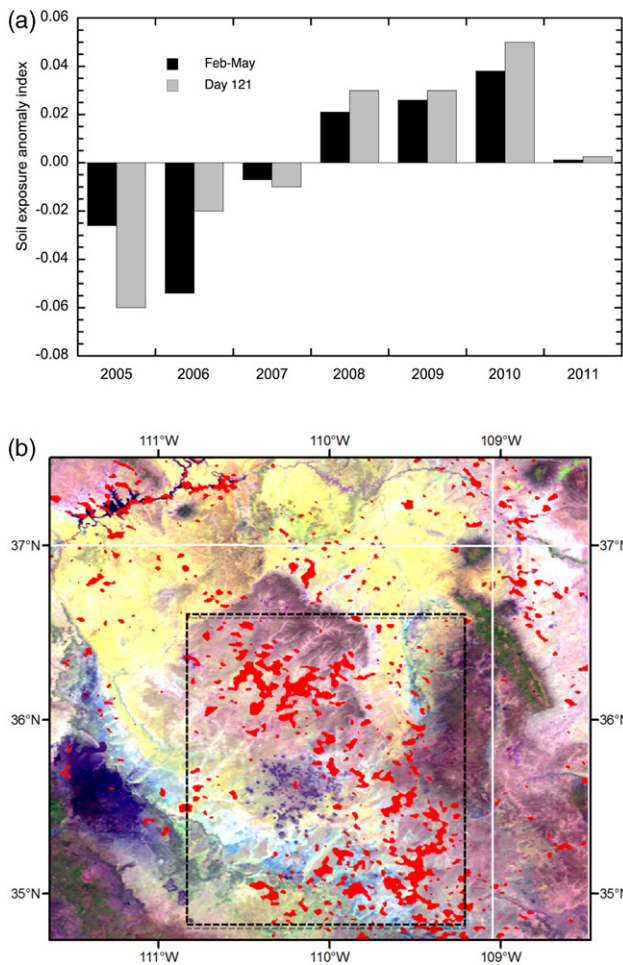 (a)
0.06
0.04
0.02
0.00
-0.02
-0.04
-0.06
-0.08
Soil exposure anomaly index
Feb-May
Day 121
2005 2006 2007 2008 2009 2010 2011
(b)
111°W 110°W 109°W
37°N 37°N
36°N 36°N
35°N 35°N
111°W 110°W 109°W